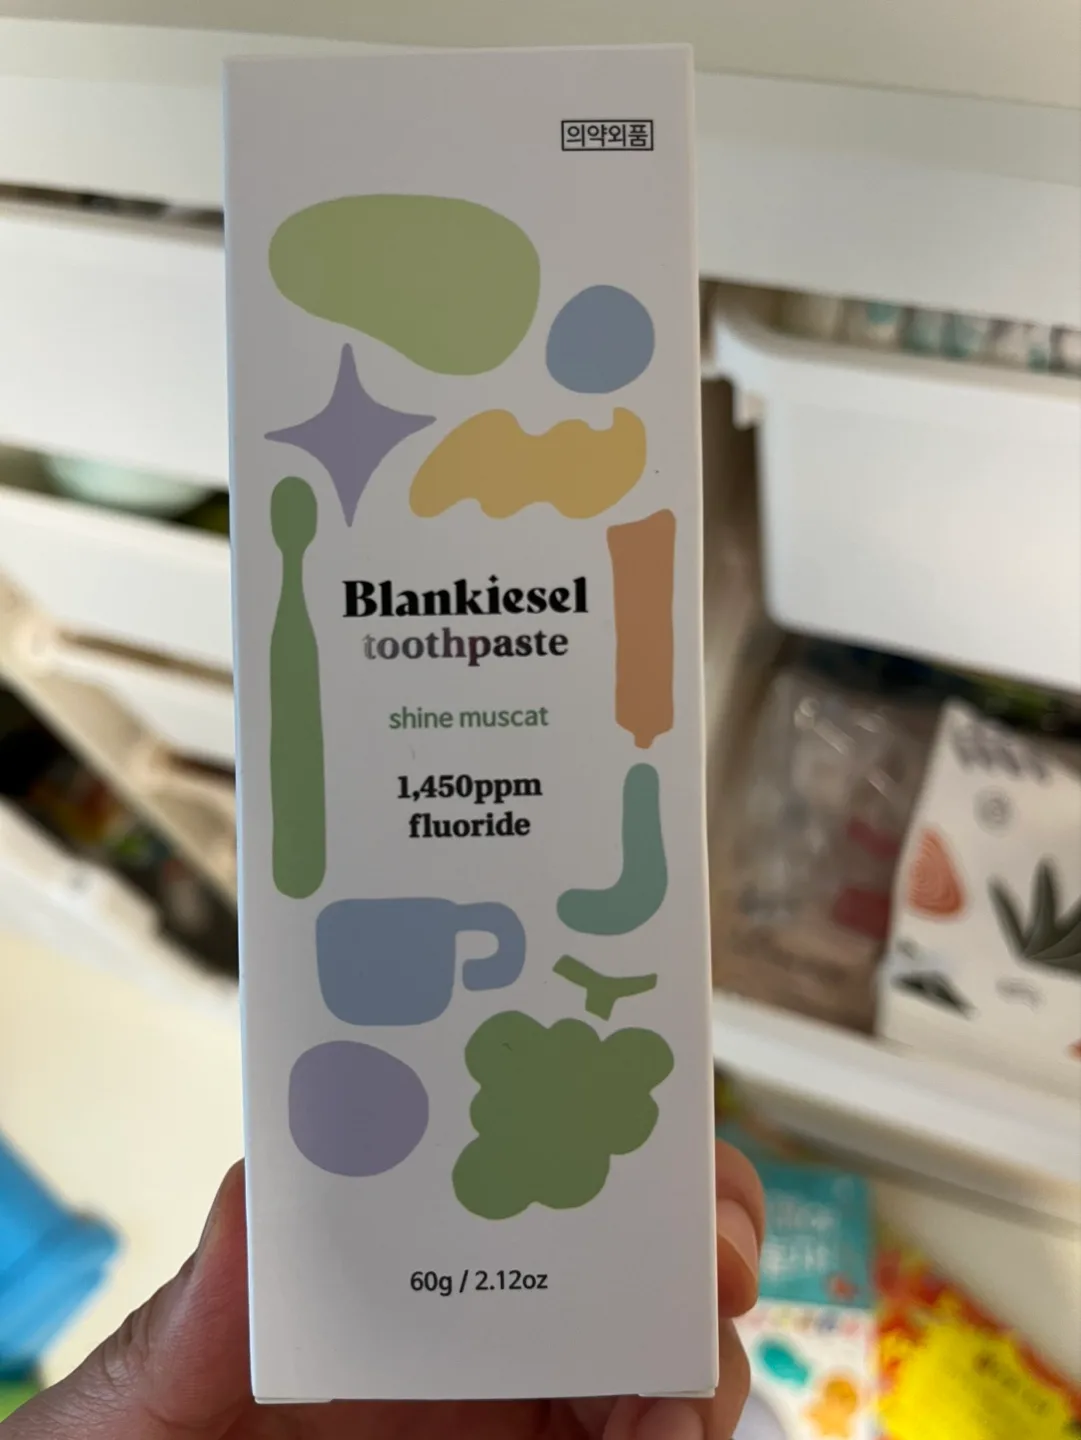 의약외품
Blankiesel
toothpaste
shine muscat
1,450ppm
fluoride
60g / 2.12oz